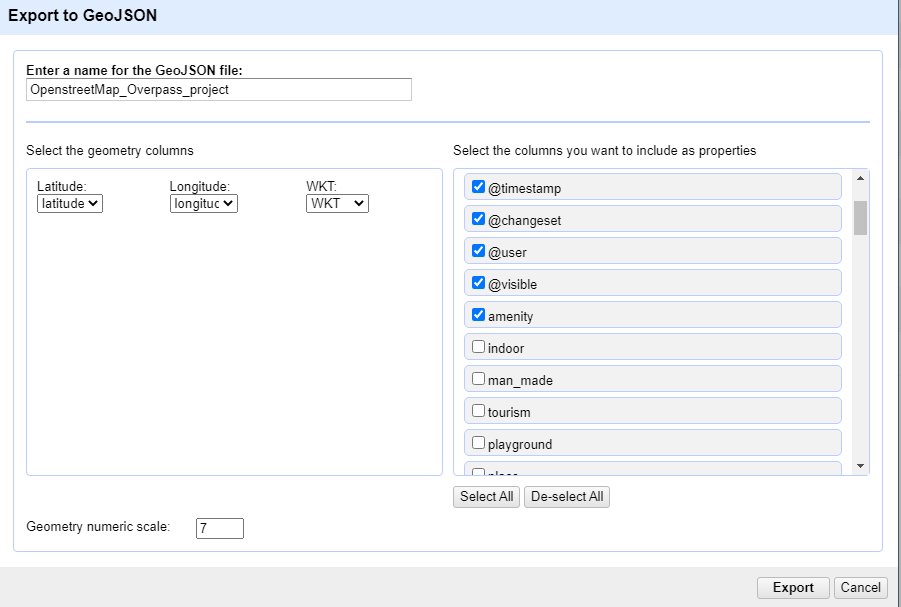 Export to GeoJSON
Enter a name for the GeoJSON file:
OpenstreetMap_Overpass_project
Select the geometry columns
Select the columns you want to include as properties
Latitude: Longitude: WKT:
latitude longituc WKT
@timestamp
@changeset
@user
@visible
amenity
indoor
man_made
tourism
playground
Select All De-select All
Geometry numeric scale: 7
Export Cancel